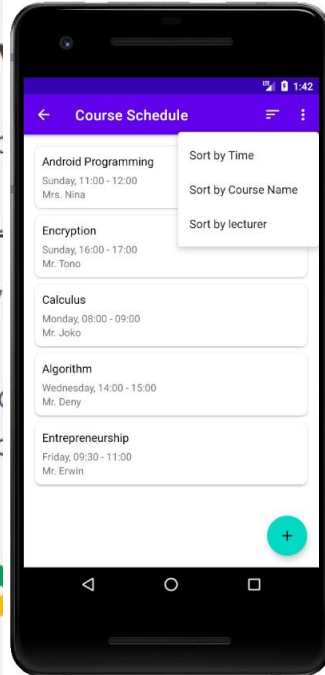 LTE 1:42
Course Schedule
Sort by Time
Sort by Course Name
Sort by lecturer
Android Programming
Sunday, 11:00 - 12:00
Mrs. Nina
Encryption
Sunday, 16:00 - 17:00
Mr. Tono
Calculus
Monday, 08:00 - 09:00
Mr. Joko
Algorithm
Wednesday, 14:00 - 15:00
Mr. Deny
Entrepreneurship
Friday, 09:30 - 11:00
Mr. Erwin
+